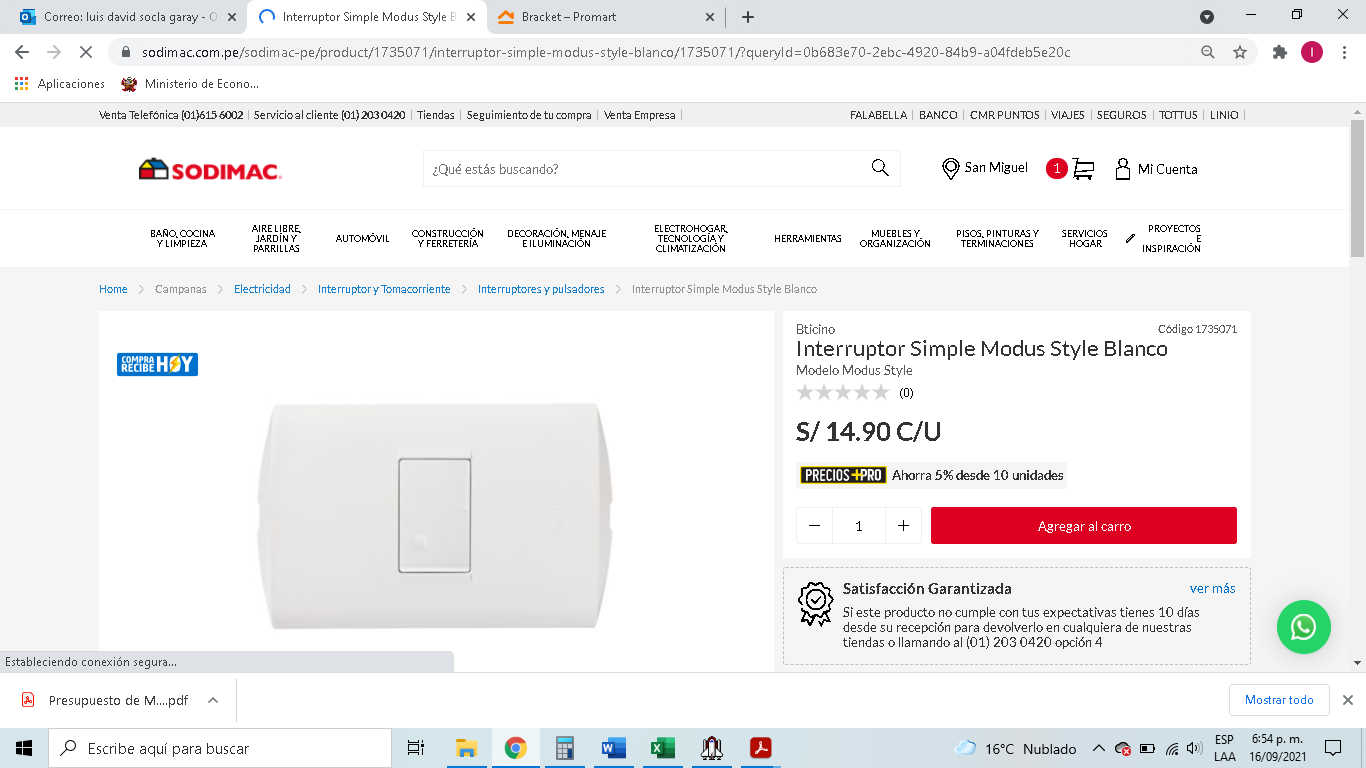 Correo: luis david socla garay - O
Interruptor Simple Modus Style B
Bracket – Promart
sodimac.com.pe/sodimac-pe/product/1735071/interruptor-simple-modus-style-blanco/1735071/?queryId=0b683e70-2ebc-4920-84b9-a04fdeb5e20c
I
Aplicaciones
Ministerio de Econo...
Venta Telefónica (01)615 6002
Servicio al cliente (01) 203 0420
Tiendas
Seguimiento de tu compra
Venta Empresa
FALABELLA
BANCO
CMR PUNTOS
VIAJES
SEGUROS
TOTTUS
LINIO
SODIMAC
¿Qué estás buscando?
San Miguel
1
Mi Cuenta
BAÑO, COCINA
Y LIMPIEZA
AIRE LIBRE,
JARDÍN Y
PARRILLAS
AUTOMÓVIL
CONSTRUCCIÓN
Y FERRETERÍA
DECORACIÓN, MENAJE
E ILUMINACIÓN
ELECTROHOGAR,
TECNOLOGÍA Y
CLIMATIZACIÓN
HERRAMIENTAS
MUEBLES Y
ORGANIZACIÓN
PISOS, PINTURAS Y
TERMINACIONES
SERVICIOS
HOGAR
PROYECTOS
E
INSPIRACIÓN
Home
Campanas
Electricidad
Interruptor y Tomacorriente
Interruptores y pulsadores
Interruptor Simple Modus Style Blanco
COMPRA
RECIBE HOY
Bticino
Código 1735071
Interruptor Simple Modus Style Blanco
Modelo Modus Style
(0)
S/ 14.90 C/U
PRECIOS+PRO Ahorra 5% desde 10 unidades
1
Agregar al carro
Satisfacción Garantizada
ver más
Si este producto no cumple con tus expectativas tienes 10 días
desde su recepción para devolverlo en cualquiera de nuestras
tiendas o llamando al (01) 203 0420 opción 4
Estableciendo conexión segura...
Presupuesto de M....pdf
Mostrar todo
Escribe aquí para buscar
16°C Nublado
ESP
LAA
6:54 p. m.
16/09/2021